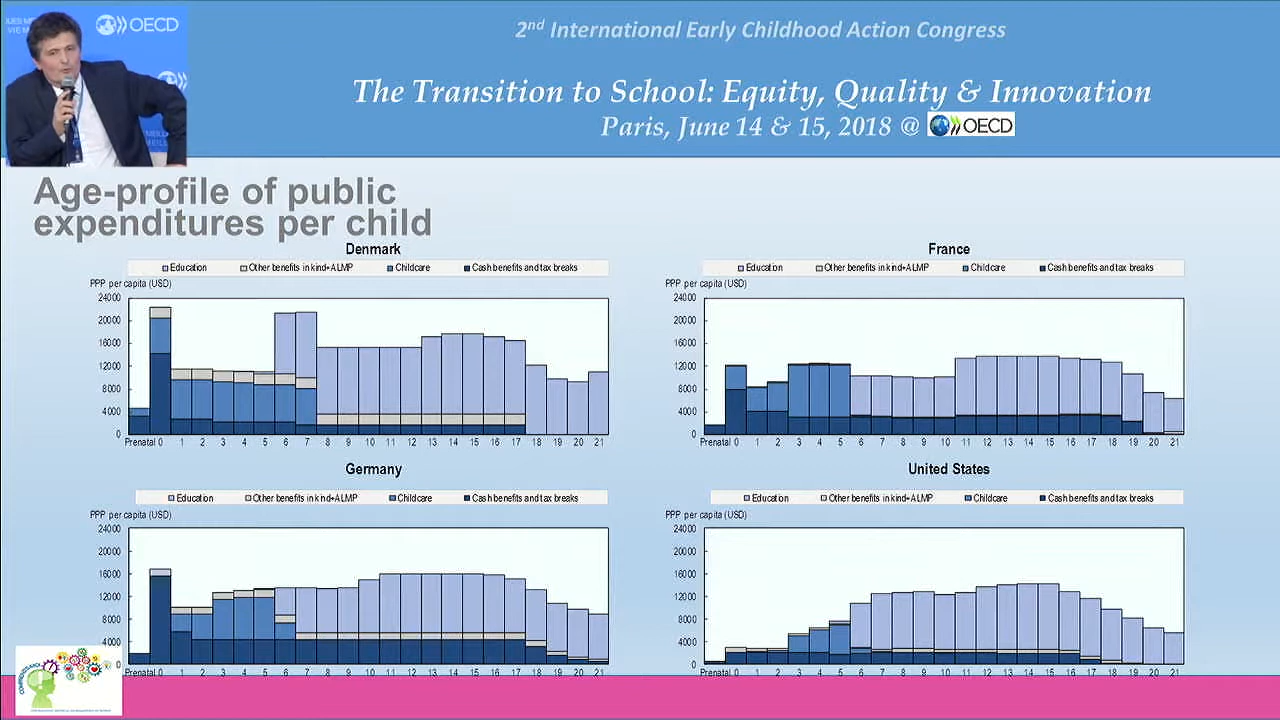 OECD
2nd International Early Childhood Action Congress
The Transition to School: Equity, Quality & Innovation
Paris, June 14 & 15, 2018 @ OECD
Age-profile of public
expenditures per child
Denmark
Education Other benefits in kind+ALMP Childcare Cash benefits and tax breaks
PPP per capita (USD)
24000
20000
16000
12000
8000
4000
0
Prenatal 0 1 2 3 4 5 6 7 8 9 10 11 12 13 14 15 16 17 18 19 20 21
France
Education Other benefits in kind+ALMP Childcare Cash benefits and tax breaks
PPP per capita (USD)
24000
20000
16000
12000
8000
4000
0
Prenatal 0 1 2 3 4 5 6 7 8 9 10 11 12 13 14 15 16 17 18 19 20 21
Germany
Education Other benefits in kind+ALMP Childcare Cash benefits and tax breaks
PPP per capita (USD)
24000
20000
16000
12000
8000
4000
0
Prenatal 0 1 2 3 4 5 6 7 8 9 10 11 12 13 14 15 16 17 18 19 20 21
United States
Education Other benefits in kind+ALMP Childcare Cash benefits and tax breaks
PPP per capita (USD)
24000
20000
16000
12000
8000
4000
0
Prenatal 0 1 2 3 4 5 6 7 8 9 10 11 12 13 14 15 16 17 18 19 20 21